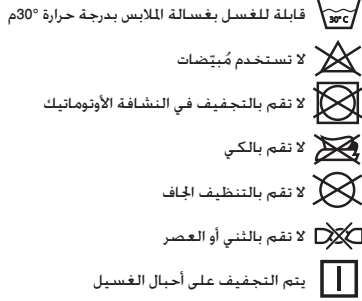 قابلة للغسل بغسالة الملابس بدرجة حرارة 30°م
30°C
لا تستخدم مُبيّضات
لا تقم بالتجفيف في النشافة الأوتوماتيك
لا تقم بالكي
لا تقم بالتنظيف الجاف
لا تقم بالثني أو العصر
يتم التجفيف على أحبال الغسيل